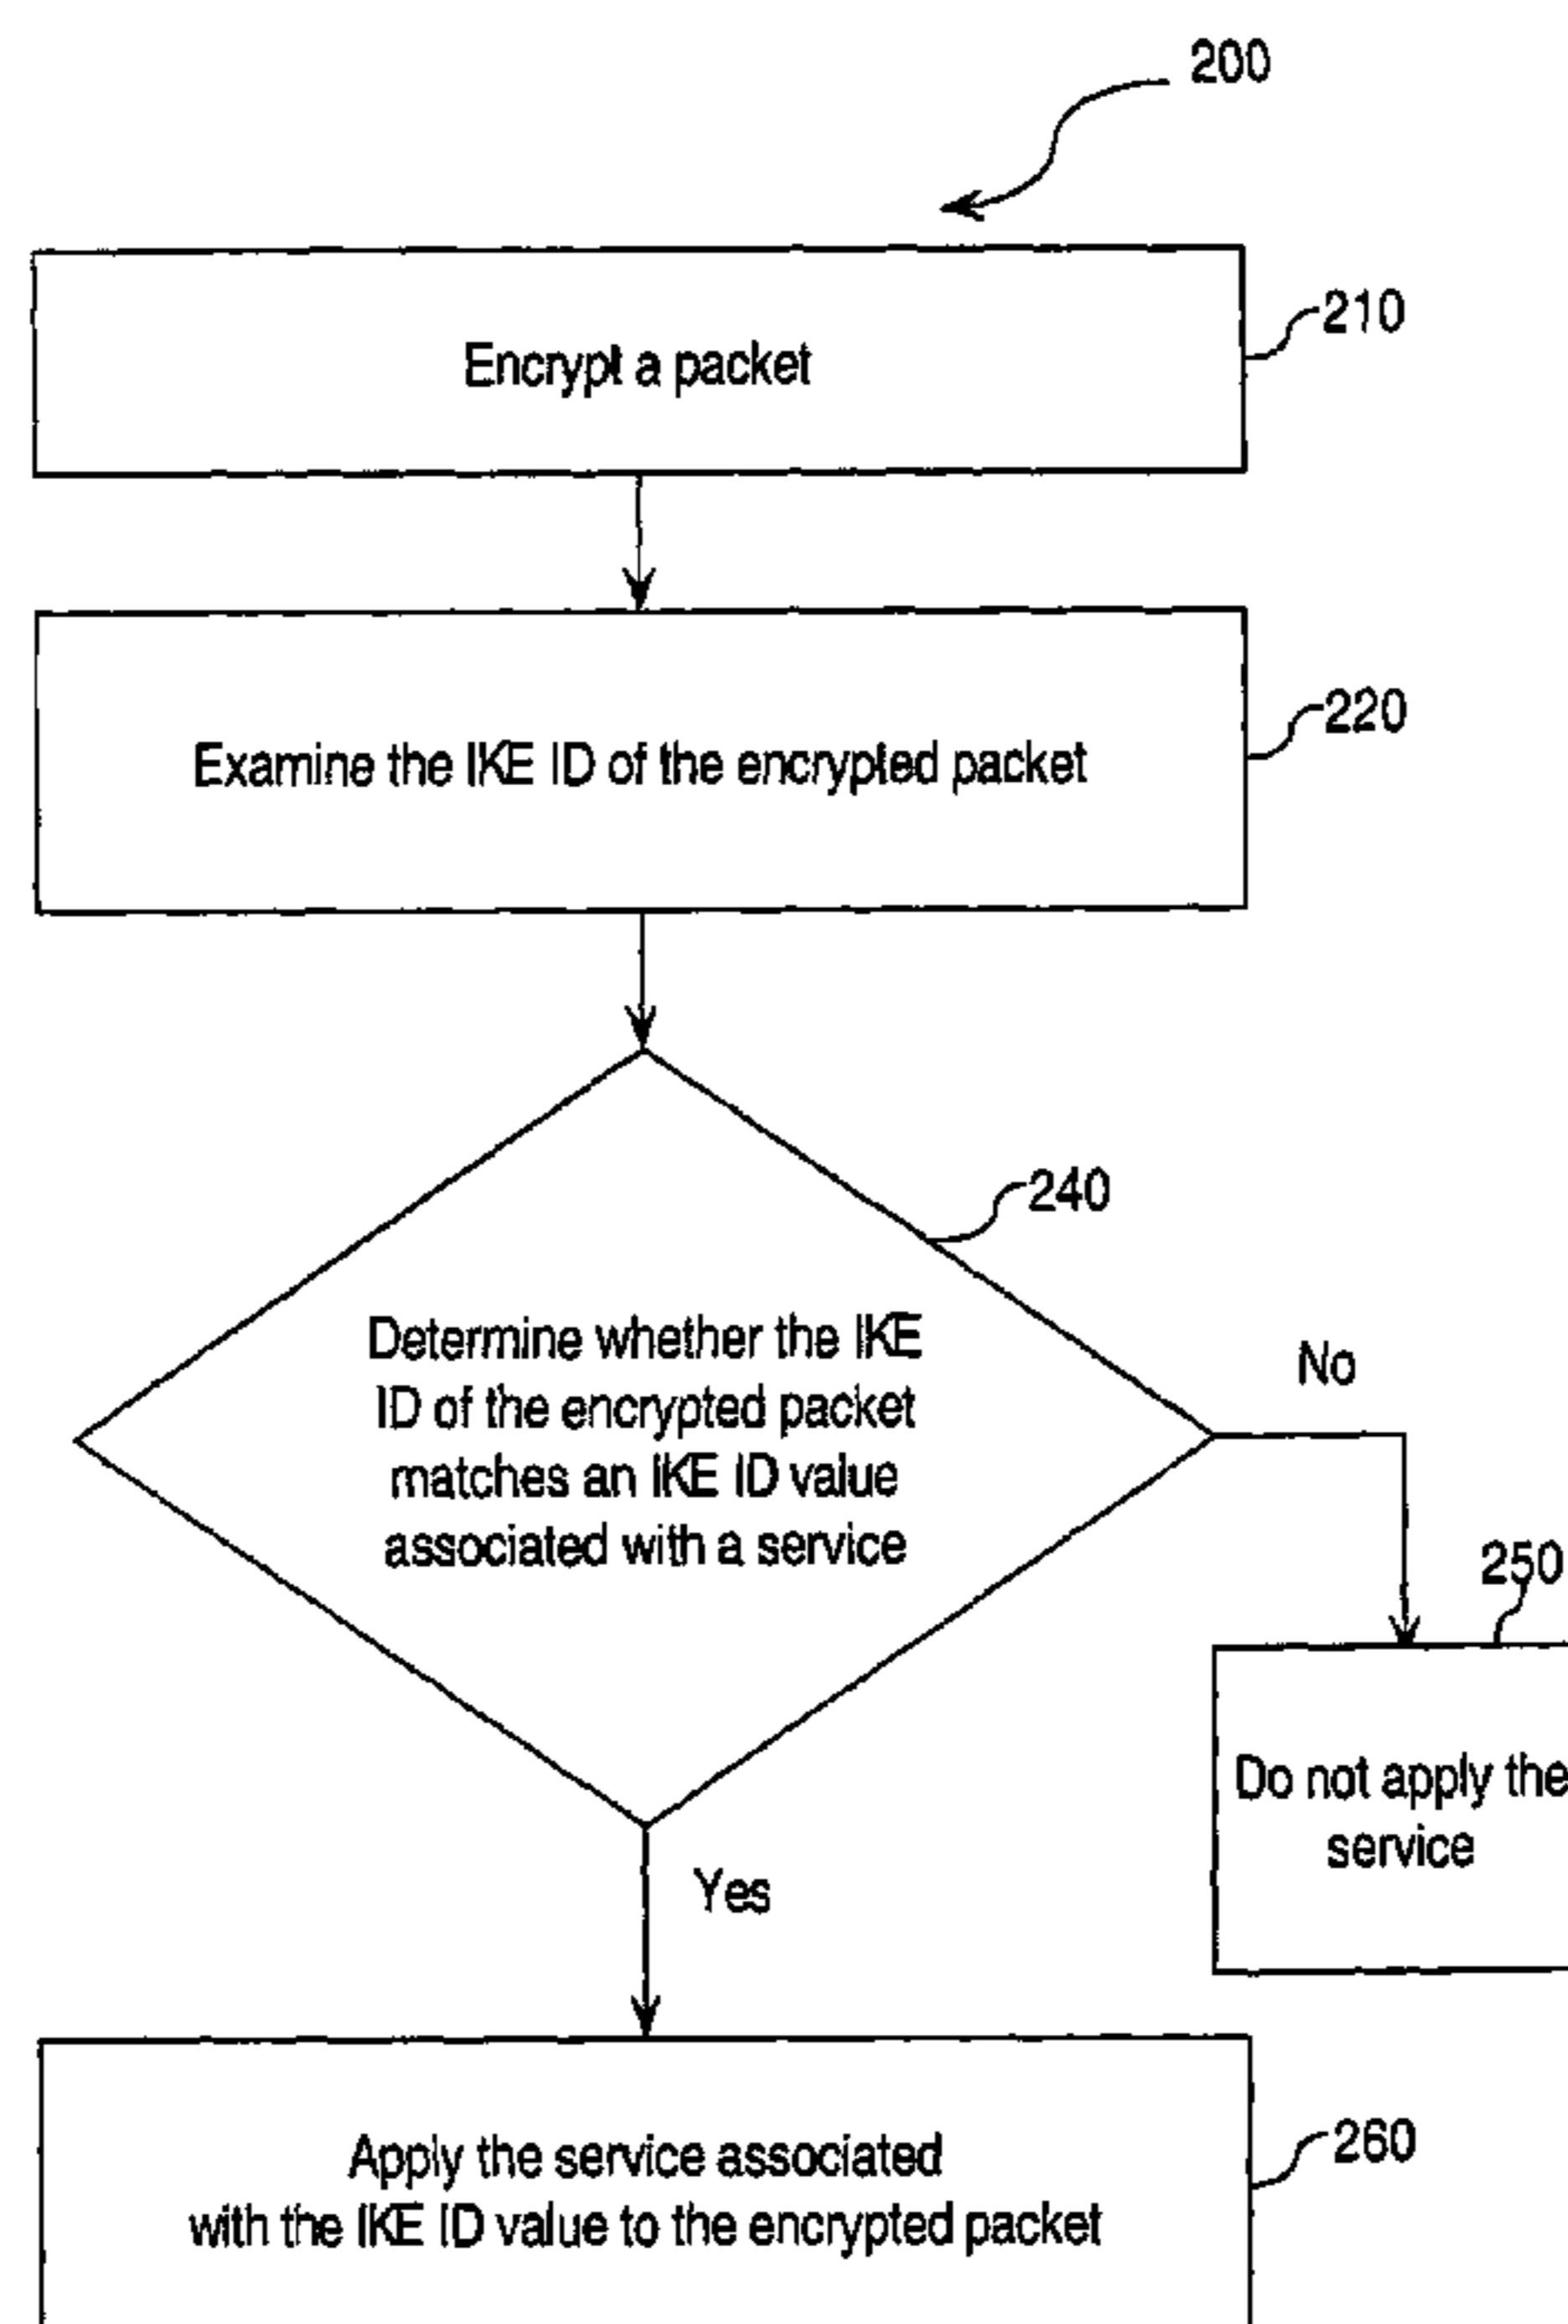 200
Encrypt a packet
210
Examine the IKE ID of the encrypted packet
220
240
Determine whether the IKE
ID of the encrypted packet
matches an IKE ID value
associated with a service
No
250
Do not apply the
service
Yes
Apply the service associated
with the IKE ID value to the encrypted packet
260